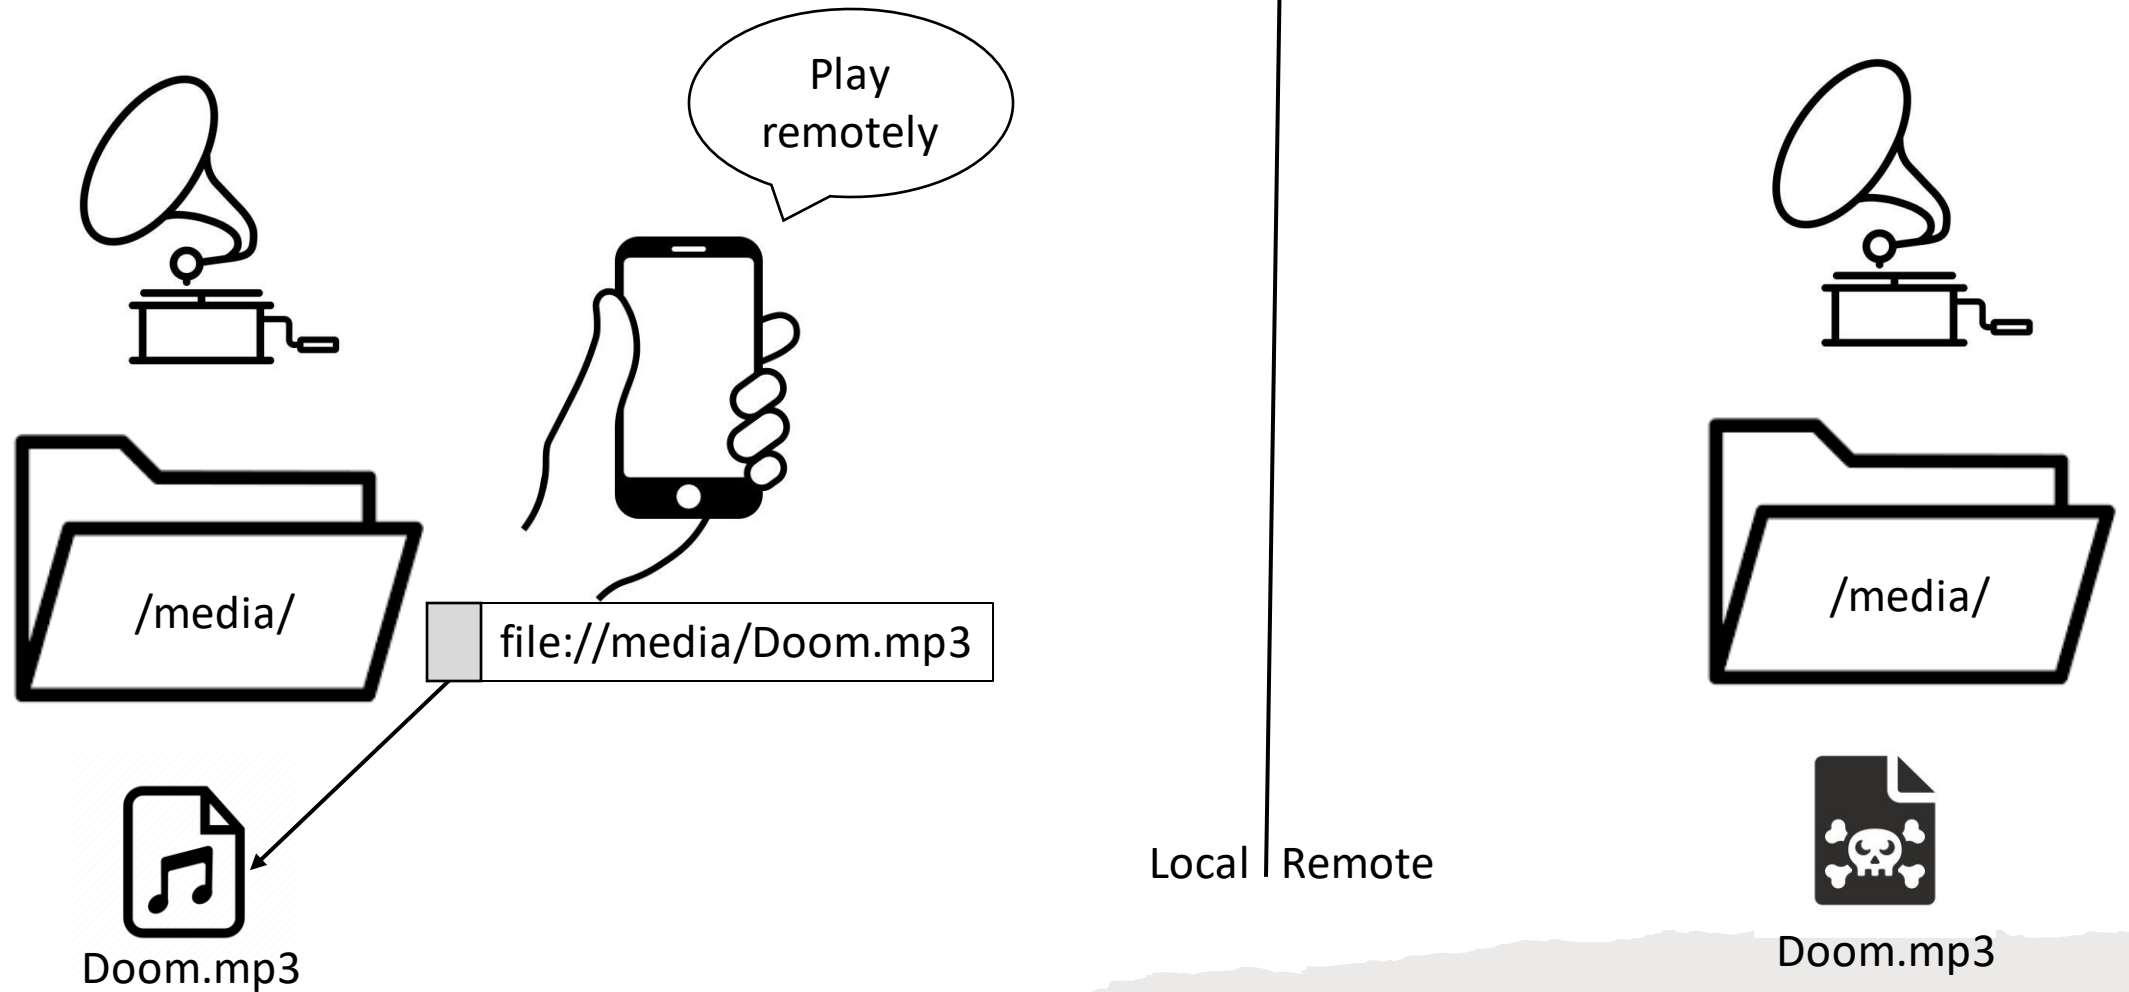 Play
remotely
/media/
file://media/Doom.mp3
Doom.mp3
Local
Remote
/media/
Doom.mp3